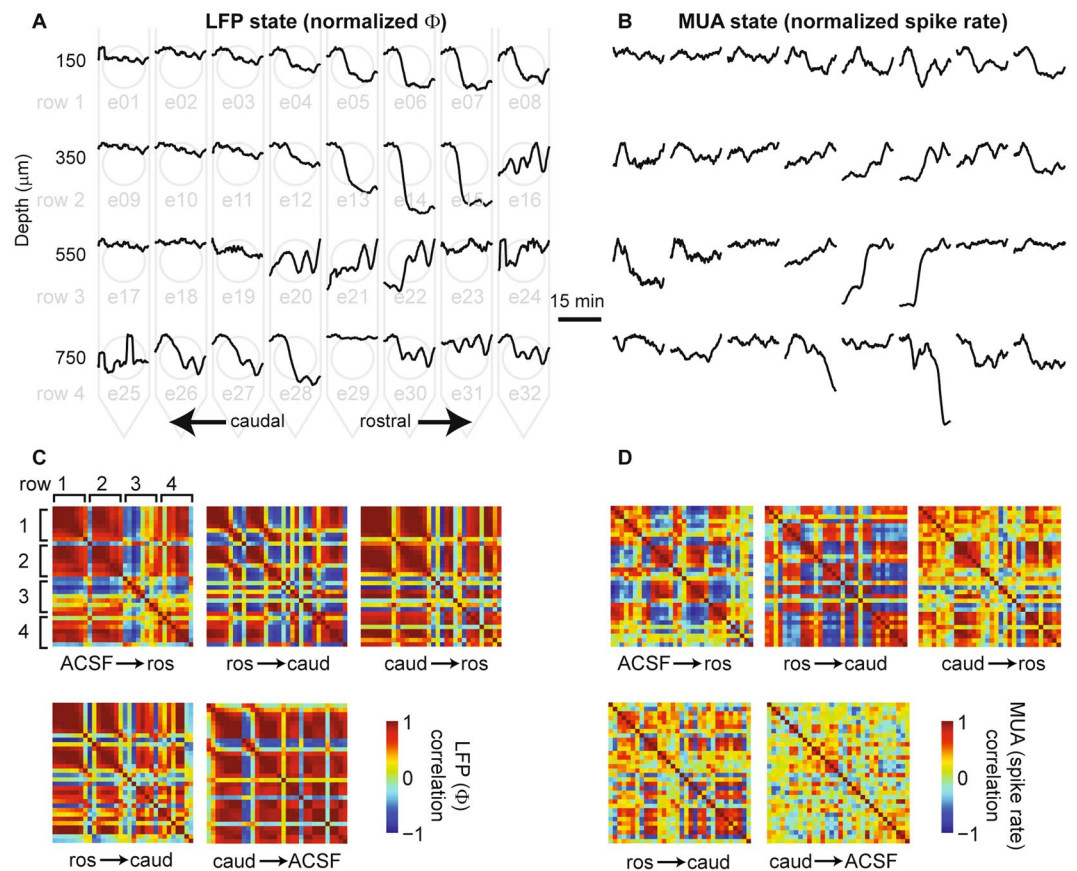 A LFP state (normalized Φ)
B MUA state (normalized spike rate)
Depth (μm)
150
row 1 e01 e02 e03 e04 e05 e06 e07 e08
350
row 2 e09 e10 e11 e12 e13 e14 e15 e16
550
row 3 e17 e18 e19 e20 e21 e22 e23 e24
15 min
750
row 4 e25 e26 e27 e28 e29 e30 e31 e32
caudal rostral
C
row 1 2 3 4
1
2
3
4
ACSF → ros
ros → caud
caud → ros
ros → caud
caud → ACSF
1
0
−1
LFP (Φ)
correlation
D
ACSF → ros
ros → caud
caud → ros
ros → caud
caud → ACSF
1
0
−1
MUA (spike rate)
correlation